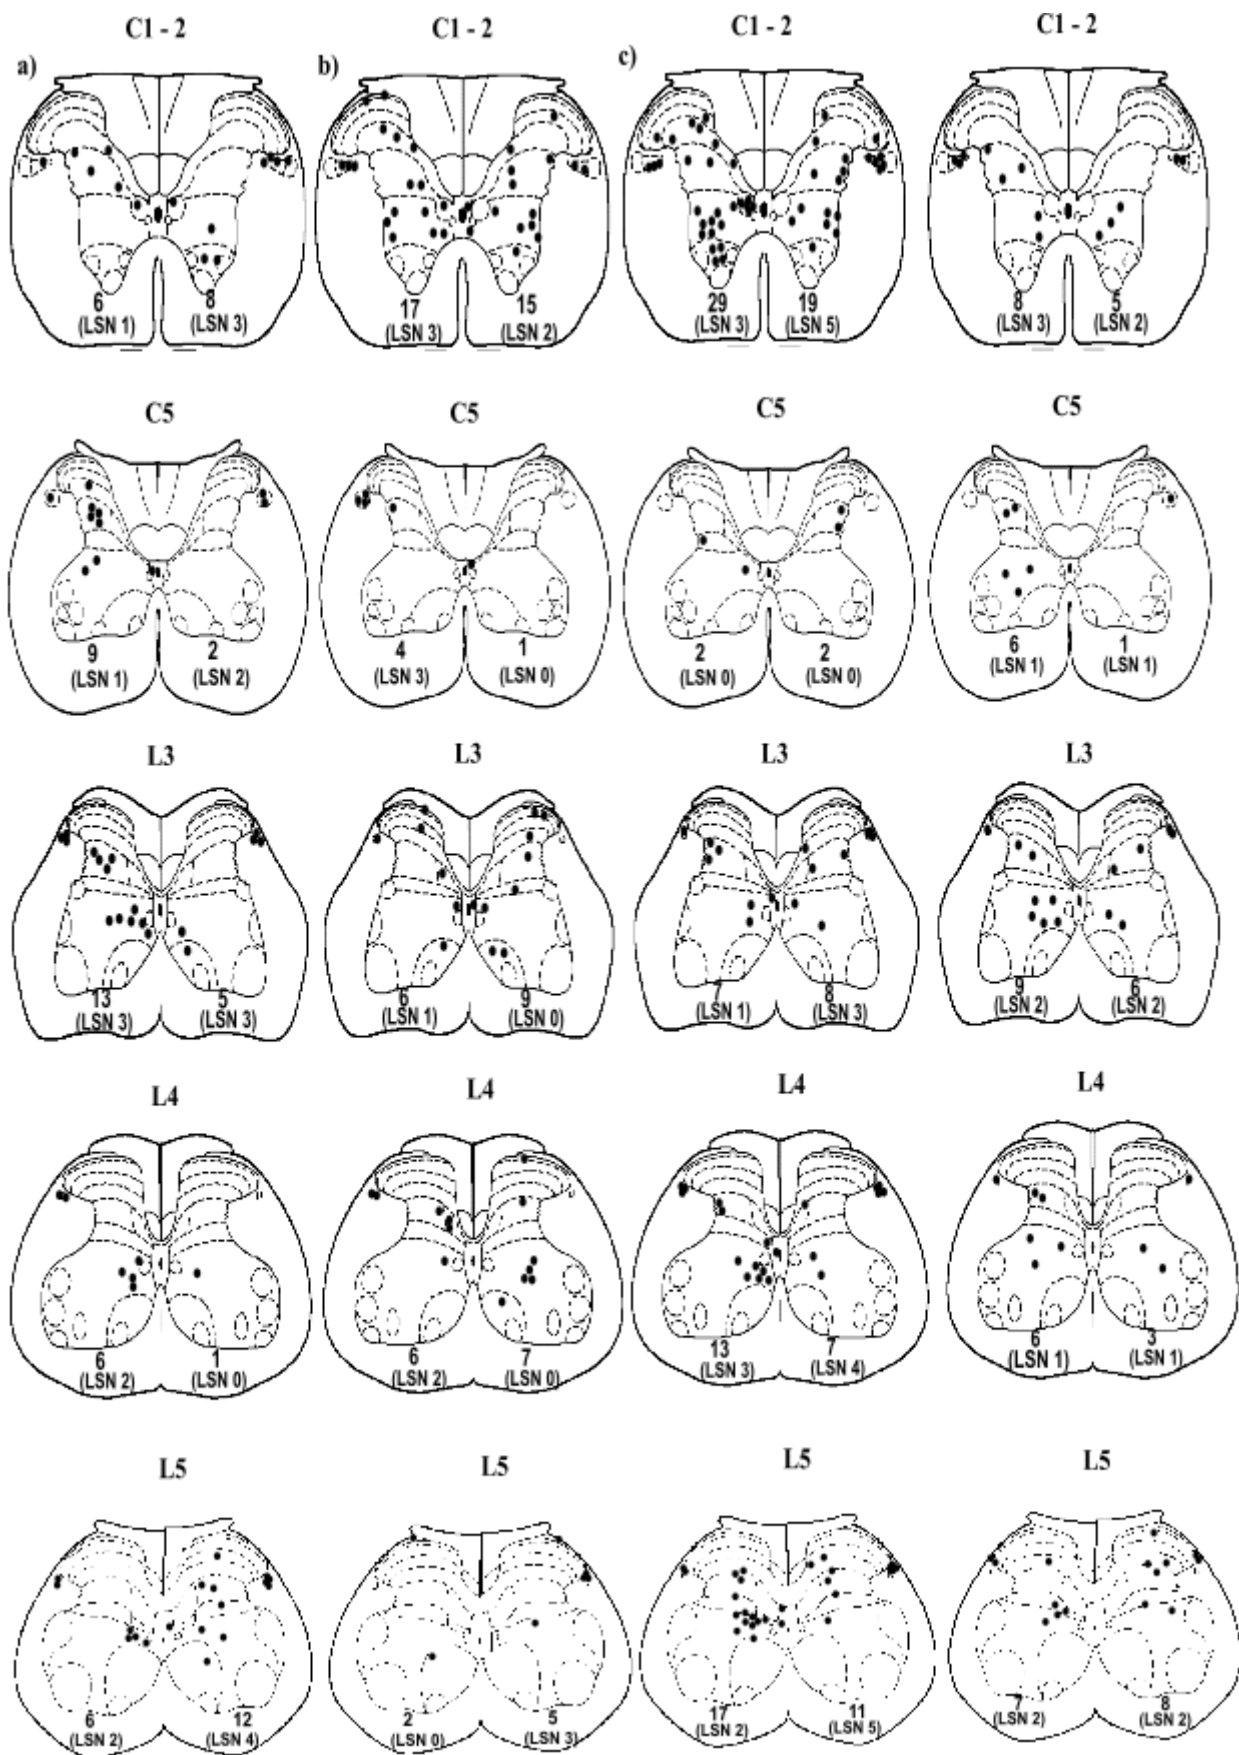 C1 - 2 C1 - 2 C1 - 2 C1 - 2
a) b) c)
6 8 17 15 29 19 8 5
(LSN 1) (LSN 3) (LSN 3) (LSN 2) (LSN 3) (LSN 5) (LSN 3) (LSN 2)
C5 C5 C5 C5
9 2 4 1 2 2 6 1
(LSN 1) (LSN 2) (LSN 3) (LSN 0) (LSN 0) (LSN 0) (LSN 1) (LSN 1)
L3 L3 L3 L3
13 5 6 9 7 8 9 6
(LSN 3) (LSN 3) (LSN 1) (LSN 0) (LSN 1) (LSN 3) (LSN 2) (LSN 2)
L4 L4 L4 L4
6 1 6 7 13 7 6 3
(LSN 2) (LSN 0) (LSN 2) (LSN 0) (LSN 3) (LSN 4) (LSN 1) (LSN 1)
L5 L5 L5 L5
6 12 2 5 17 11 7 8
(LSN 2) (LSN 4) (LSN 0) (LSN 3) (LSN 2) (LSN 5) (LSN 2) (LSN 2)